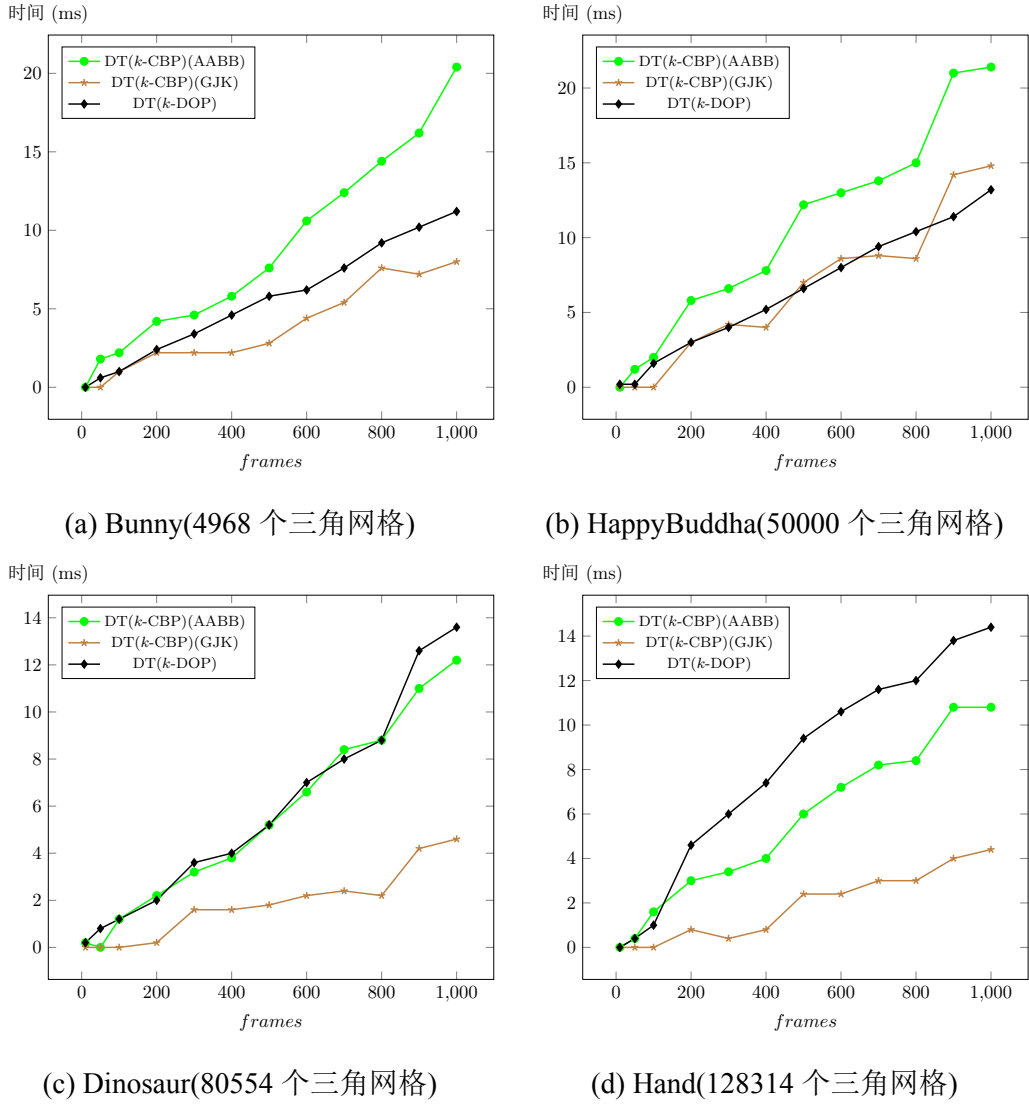 时间 (ms)
DT(k-CBP)(AABB)
DT(k-CBP)(GJK)
DT(k-DOP)
20
15
10
5
0
0 200 400 600 800 1,000
frames
(a) Bunny(4968 个三角网格)
时间 (ms)
DT(k-CBP)(AABB)
DT(k-CBP)(GJK)
DT(k-DOP)
20
15
10
5
0
0 200 400 600 800 1,000
frames
(b) HappyBuddha(50000 个三角网格)
时间 (ms)
DT(k-CBP)(AABB)
DT(k-CBP)(GJK)
DT(k-DOP)
14
12
10
8
6
4
2
0
0 200 400 600 800 1,000
frames
(c) Dinosaur(80554 个三角网格)
时间 (ms)
DT(k-CBP)(AABB)
DT(k-CBP)(GJK)
DT(k-DOP)
14
12
10
8
6
4
2
0
0 200 400 600 800 1,000
frames
(d) Hand(128314 个三角网格)